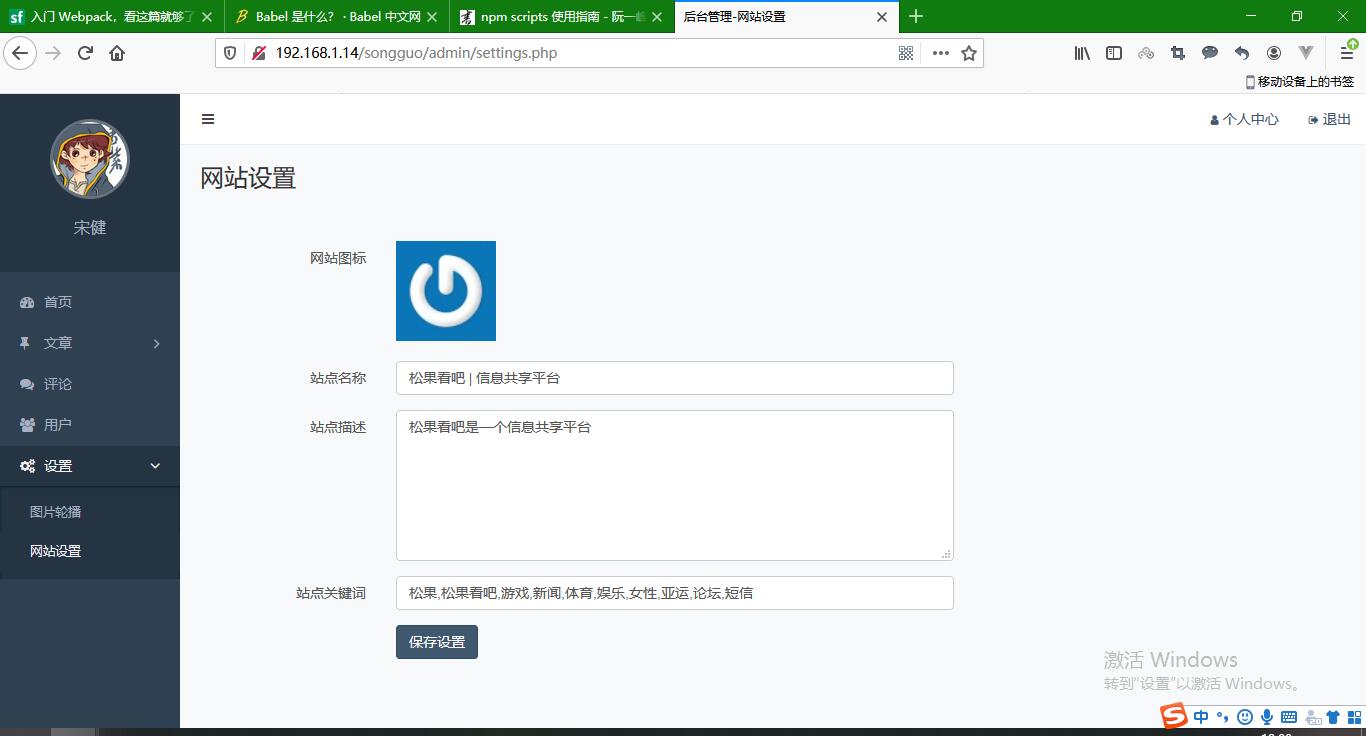 sf 入门 Webpack，看这篇就够了
Babel 是什么？ · Babel 中文网
npm scripts 使用指南 - 阮一峰
后台管理-网站设置
192.168.1.14/songguo/admin/settings.php
移动设备上的书签
宋健
个人中心
退出
网站设置
首页
文章
评论
用户
设置
图片轮播
网站设置
网站图标
站点名称
松果看吧 | 信息共享平台
站点描述
松果看吧是一个信息共享平台
站点关键词
松果,松果看吧,游戏,新闻,体育,娱乐,女性,亚运,论坛,短信
保存设置
激活 Windows
转到"设置"以激活 Windows。
中